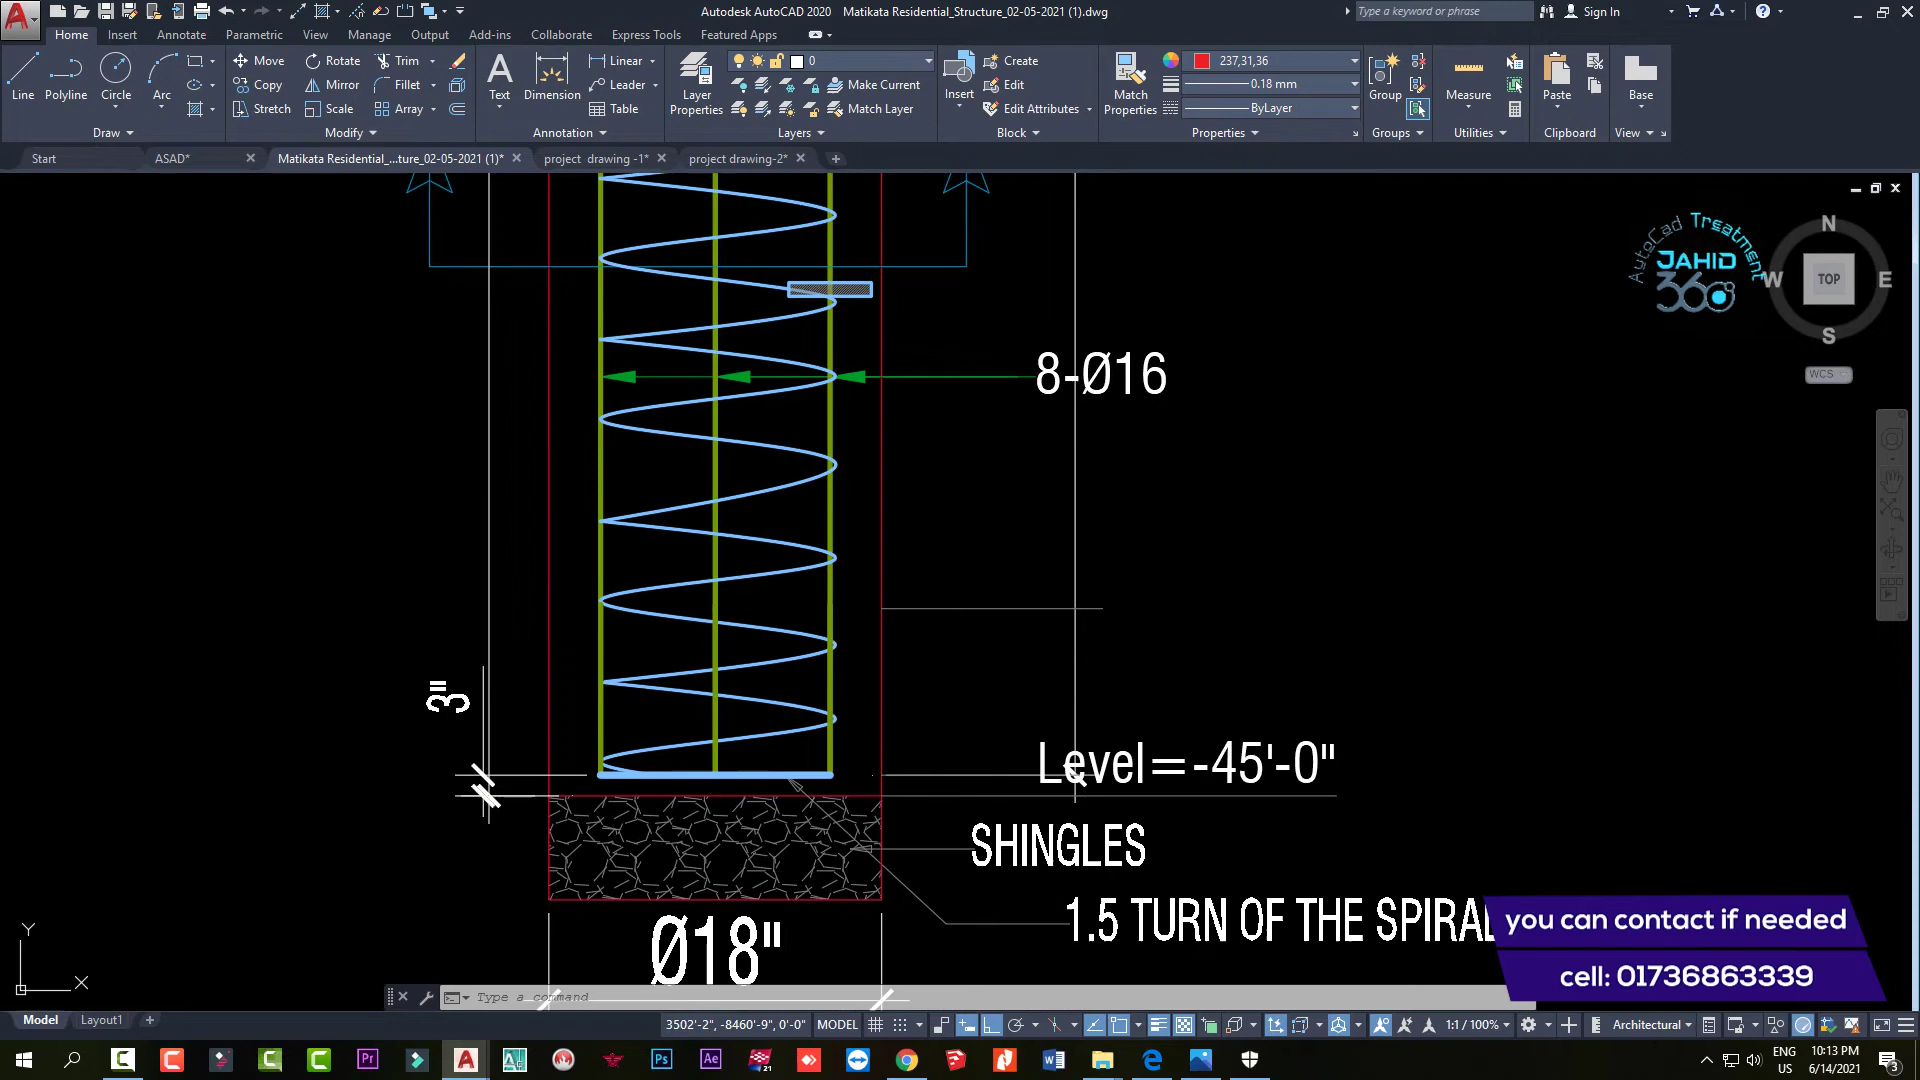 Autodesk AutoCAD 2020 Matikata Residential_Structure_02-05-2021 (1).dwg
Type a keyword or phrase
Sign In
Home Insert Annotate Parametric View Manage Output Add-ins Collaborate Express Tools Featured Apps
Line Polyline Circle Arc
Move Rotate Trim
Copy Mirror Fillet
Stretch Scale Array
Text Dimension
Linear
Leader
Table
Layer Properties
0
Make Current
Match Layer
Insert
Create
Edit
Edit Attributes
Match Properties
237,31,36
0.18 mm
ByLayer
Group Measure Paste Base
Draw Modify Annotation Layers Block Properties Groups Utilities Clipboard View
Start ASAD* Matikata Residential_...ture_02-05-2021 (1)* project drawing -1* project drawing-2*
AutoCad Treatment
JAHID
360
N
W TOP E
S
WCS
8-Ø16
3"
Level=-45'-0"
SHINGLES
1.5 TURN OF THE SPIRAL
Ø18"
you can contact if needed
cell: 01736863339
Y
X
Type a command
Model Layout1
3502'-2", -8460'-9", 0'-0" MODEL 1:1 / 100% Architectural
Pr Ps Ae 21
ENG
US
10:13 PM
6/14/2021
3